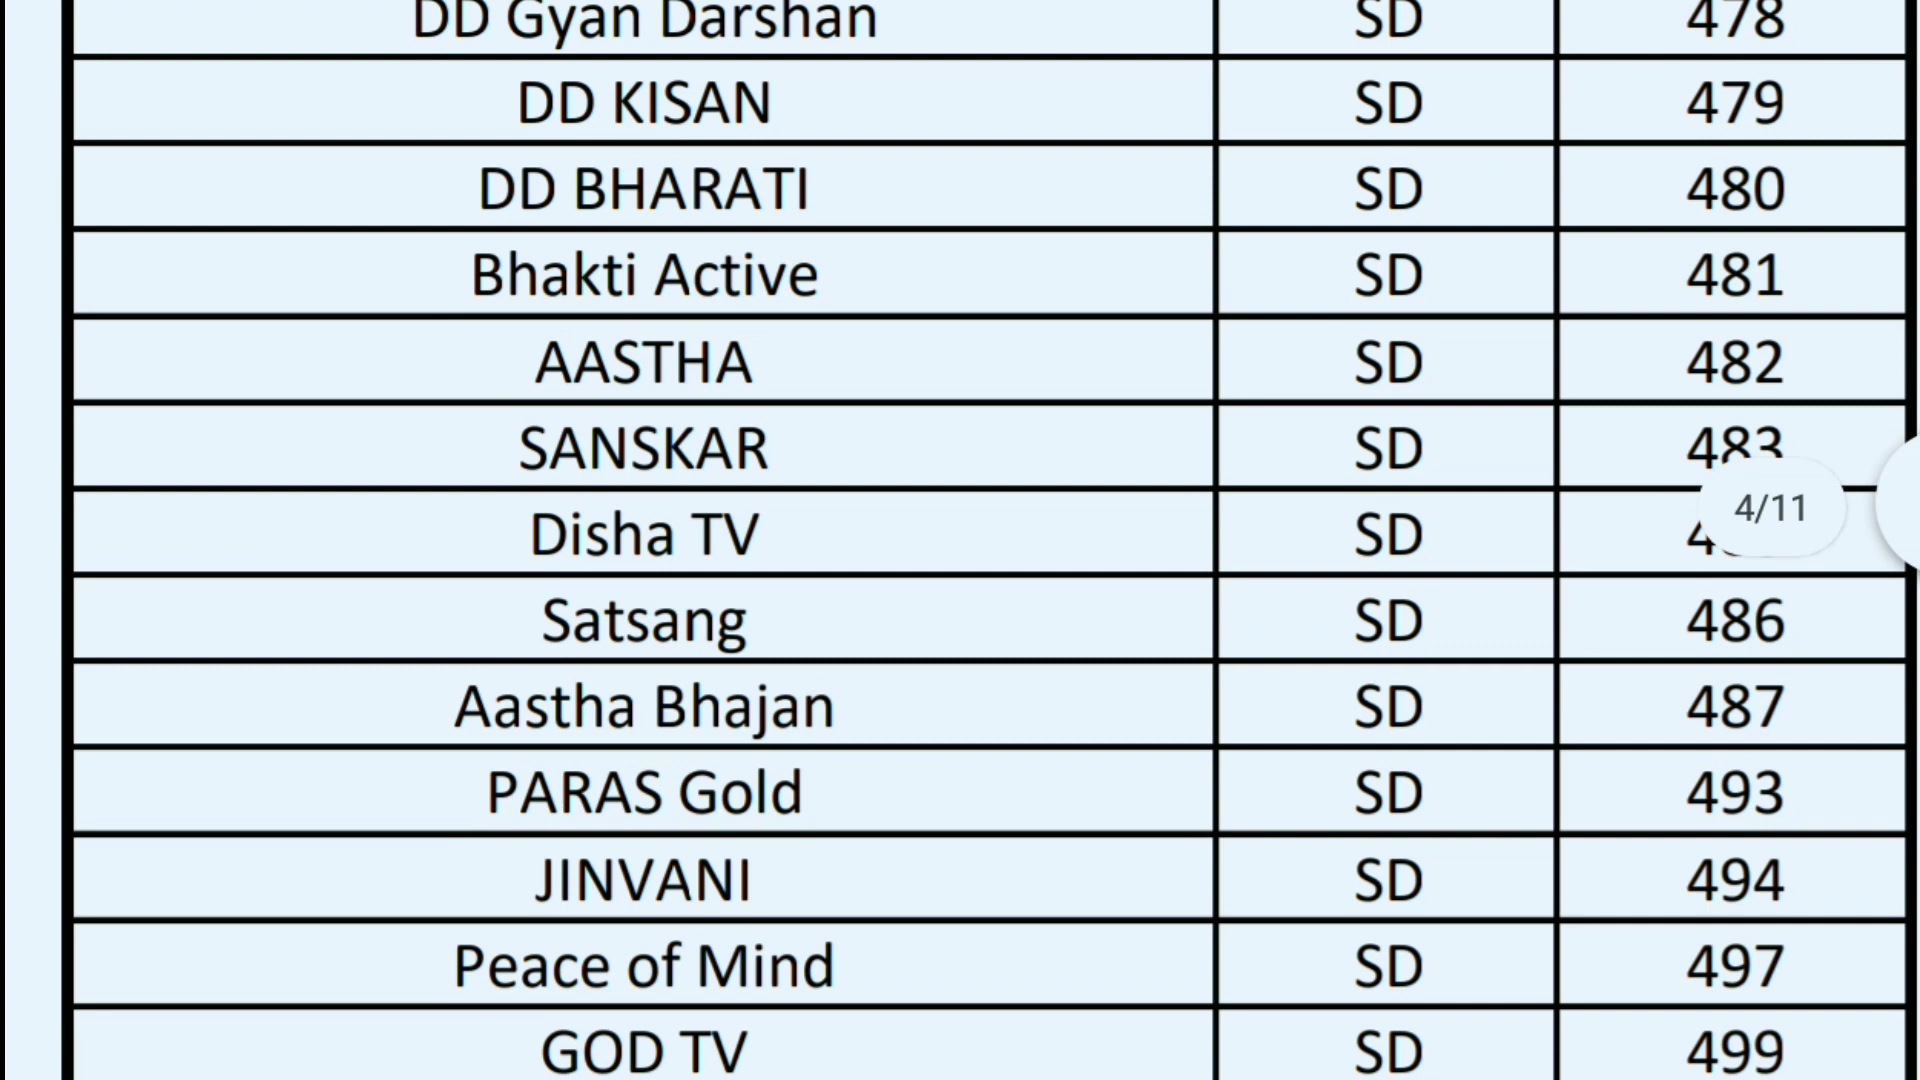 DD Gyan Darshan SD 478
DD KISAN SD 479
DD BHARATI SD 480
Bhakti Active SD 481
AASTHA SD 482
SANSKAR SD 483
4/11
Disha TV SD
Satsang SD 486
Aastha Bhajan SD 487
PARAS Gold SD 493
JINVANI SD 494
Peace of Mind SD 497
GOD TV SD 499